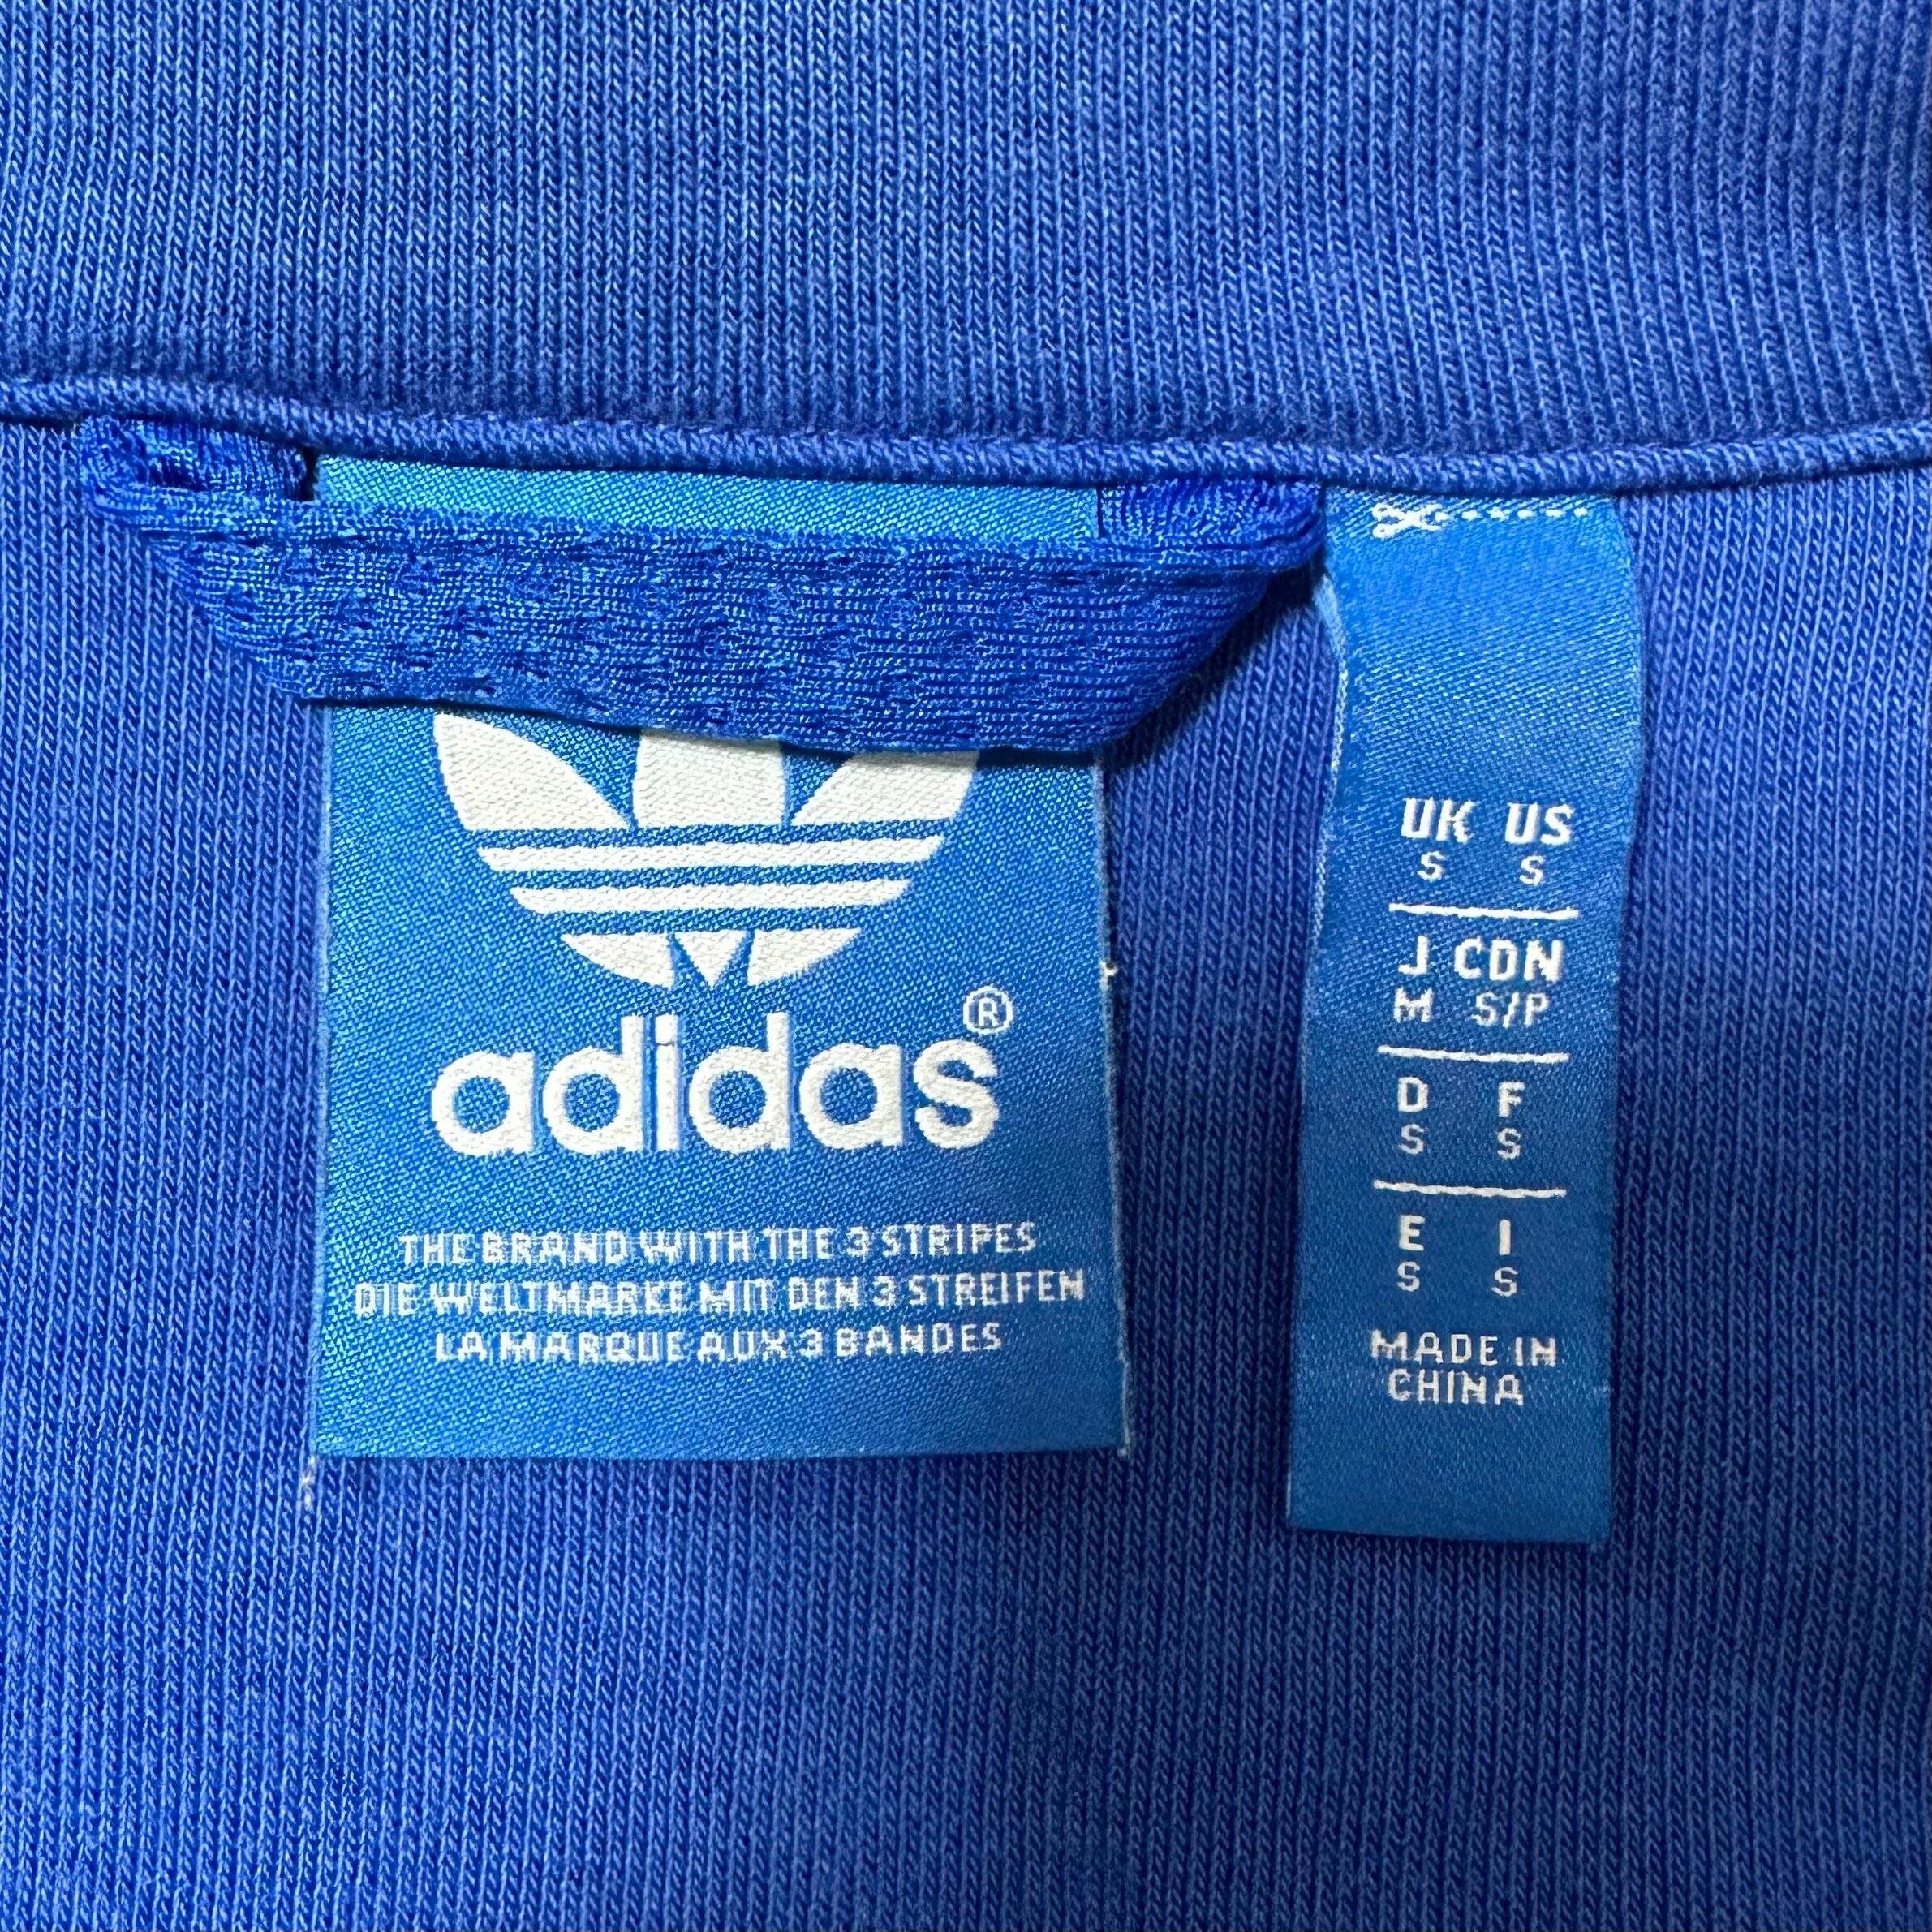 adidas®
THE BRAND WITH THE 3 STRIPES
DIE WELTMARKE MIT DEN 3 STREIFEN
LA MARQUE AUX 3 BANDES
UK US
S S
J CDN
M S/P
D F
S S
E I
S S
MADE IN
CHINA